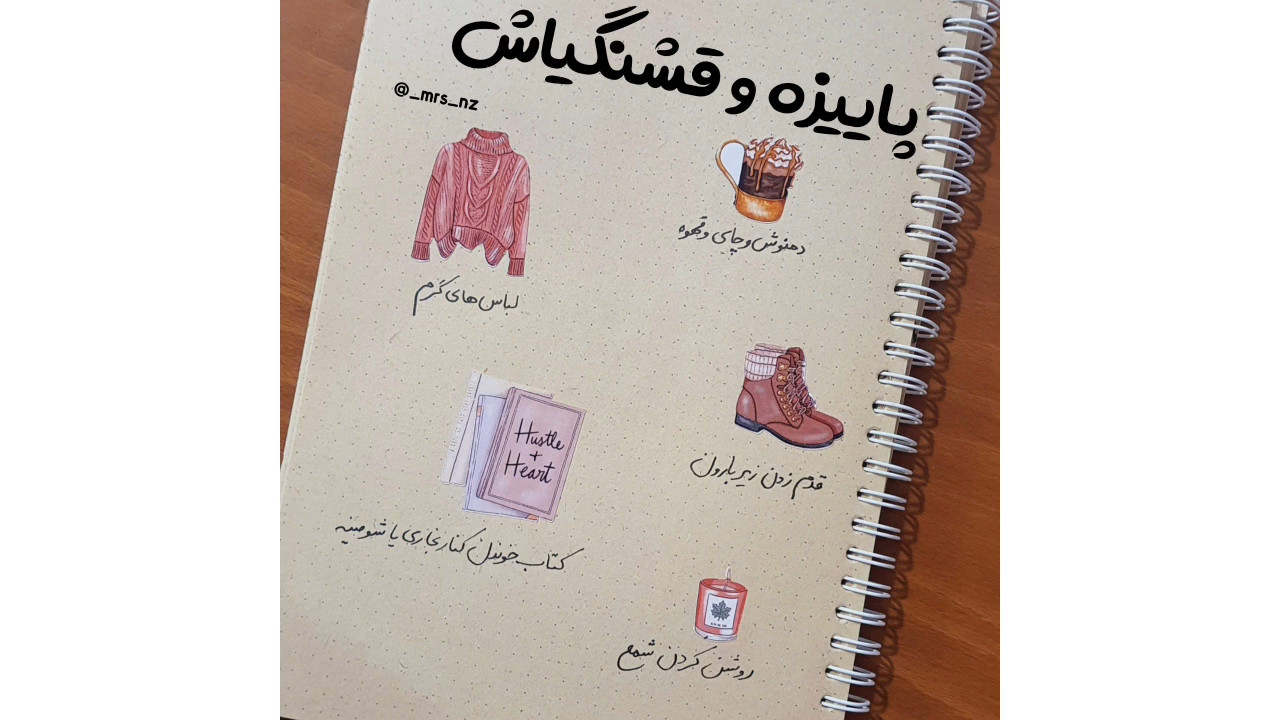 پاییزه و قشنگیاش
@_mrs_nz
دمنوش و چای و قهوه
لباس های گرم
قدم زدن زیر بارون
Hustle
+
Heart
کتاب خوندن کنار بخاری یا شومینه
روشن کردن شمع